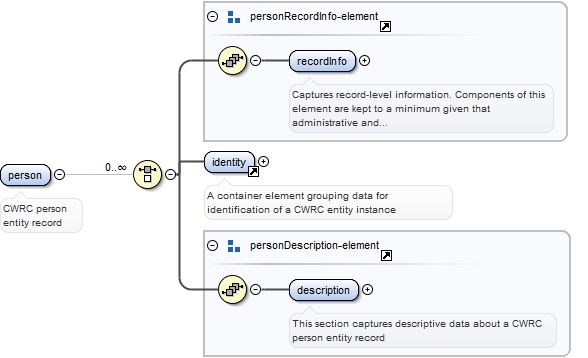 personRecordInfo-element
recordInfo
Captures record-level information. Components of this
element are kept to a minimum given that
administrative and...
0..∞
person
CWRC person
entity record
identity
A container element grouping data for
identification of a CWRC entity instance
personDescription-element
description
This section captures descriptive data about a CWRC
person entity record